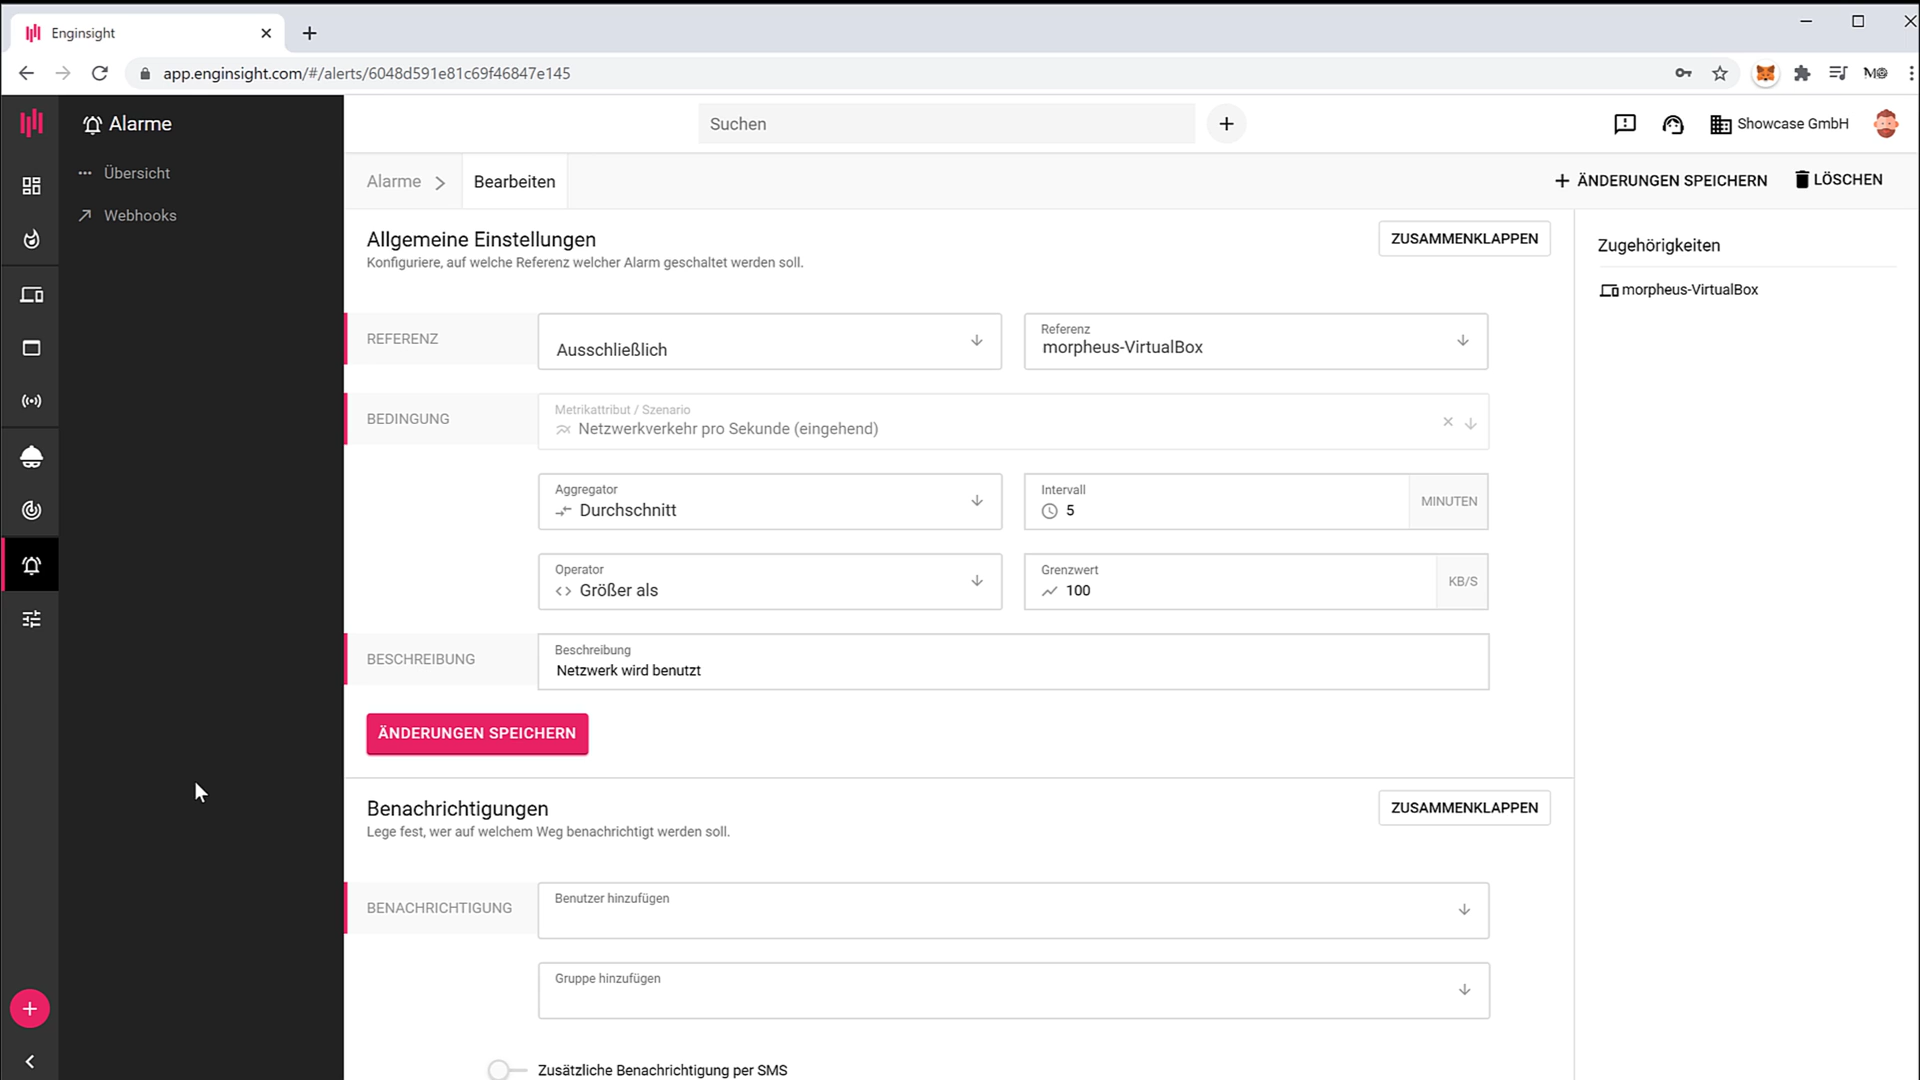 Enginsight
app.enginsight.com/#/alerts/6048d591e81c69f46847e145
Alarme
Übersicht
Webhooks
Suchen
Showcase GmbH
Alarme
Bearbeiten
ÄNDERUNGEN SPEICHERN
LÖSCHEN
Allgemeine Einstellungen
Konfiguriere, auf welche Referenz welcher Alarm geschaltet werden soll.
ZUSAMMENKLAPPEN
Zugehörigkeiten
morpheus-VirtualBox
REFERENZ
Ausschließlich
Referenz
morpheus-VirtualBox
BEDINGUNG
Metrikattribut / Szenario
Netzwerkverkehr pro Sekunde (eingehend)
Aggregator
Durchschnitt
Intervall
5
MINUTEN
Operator
Größer als
Grenzwert
100
KB/S
BESCHREIBUNG
Beschreibung
Netzwerk wird benutzt
ÄNDERUNGEN SPEICHERN
Benachrichtigungen
Lege fest, wer auf welchem Weg benachrichtigt werden soll.
ZUSAMMENKLAPPEN
BENACHRICHTIGUNG
Benutzer hinzufügen
Gruppe hinzufügen
Zusätzliche Benachrichtigung per SMS